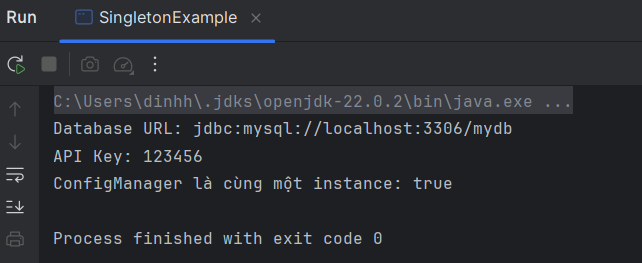 Run SingletonExample
C:\Users\dinhh\.jdks\openjdk-22.0.2\bin\java.exe ...
Database URL: jdbc:mysql://localhost:3306/mydb
API Key: 123456
ConfigManager là cùng một instance: true
Process finished with exit code 0